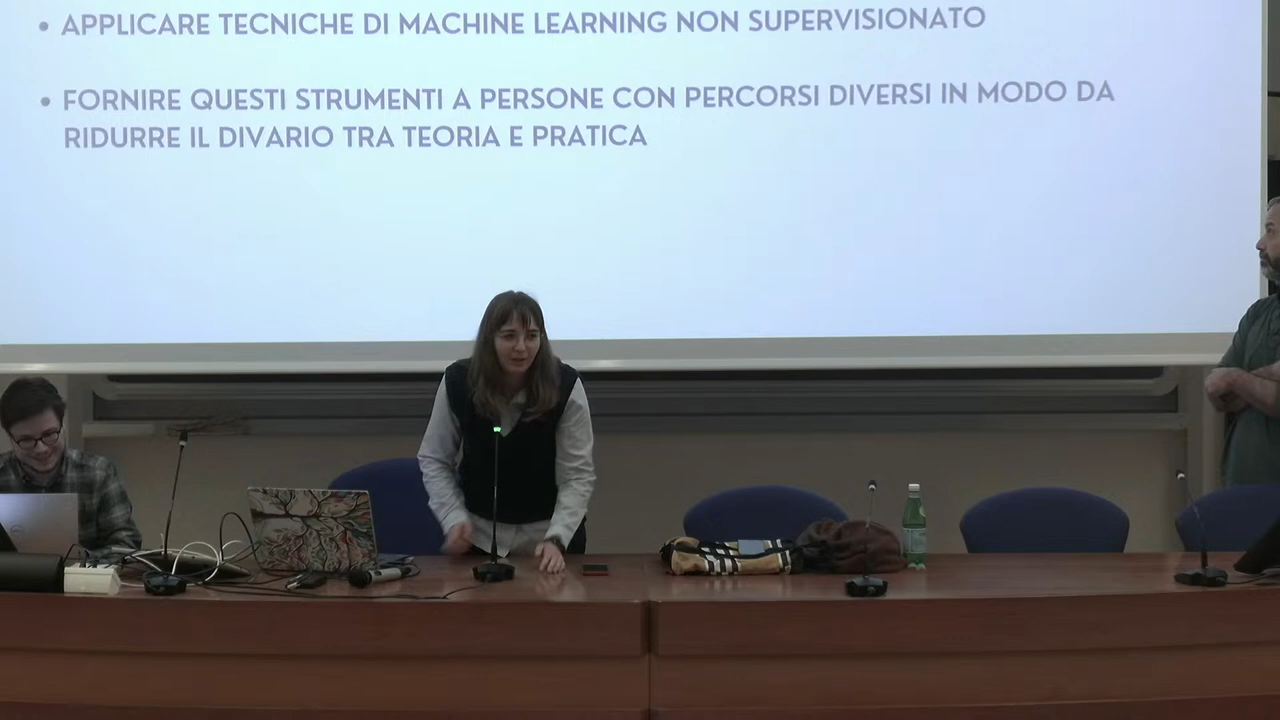 • APPLICARE TECNICHE DI MACHINE LEARNING NON SUPERVISIONATO
• FORNIRE QUESTI STRUMENTI A PERSONE CON PERCORSI DIVERSI IN MODO DA
RIDURRE IL DIVARIO TRA TEORIA E PRATICA